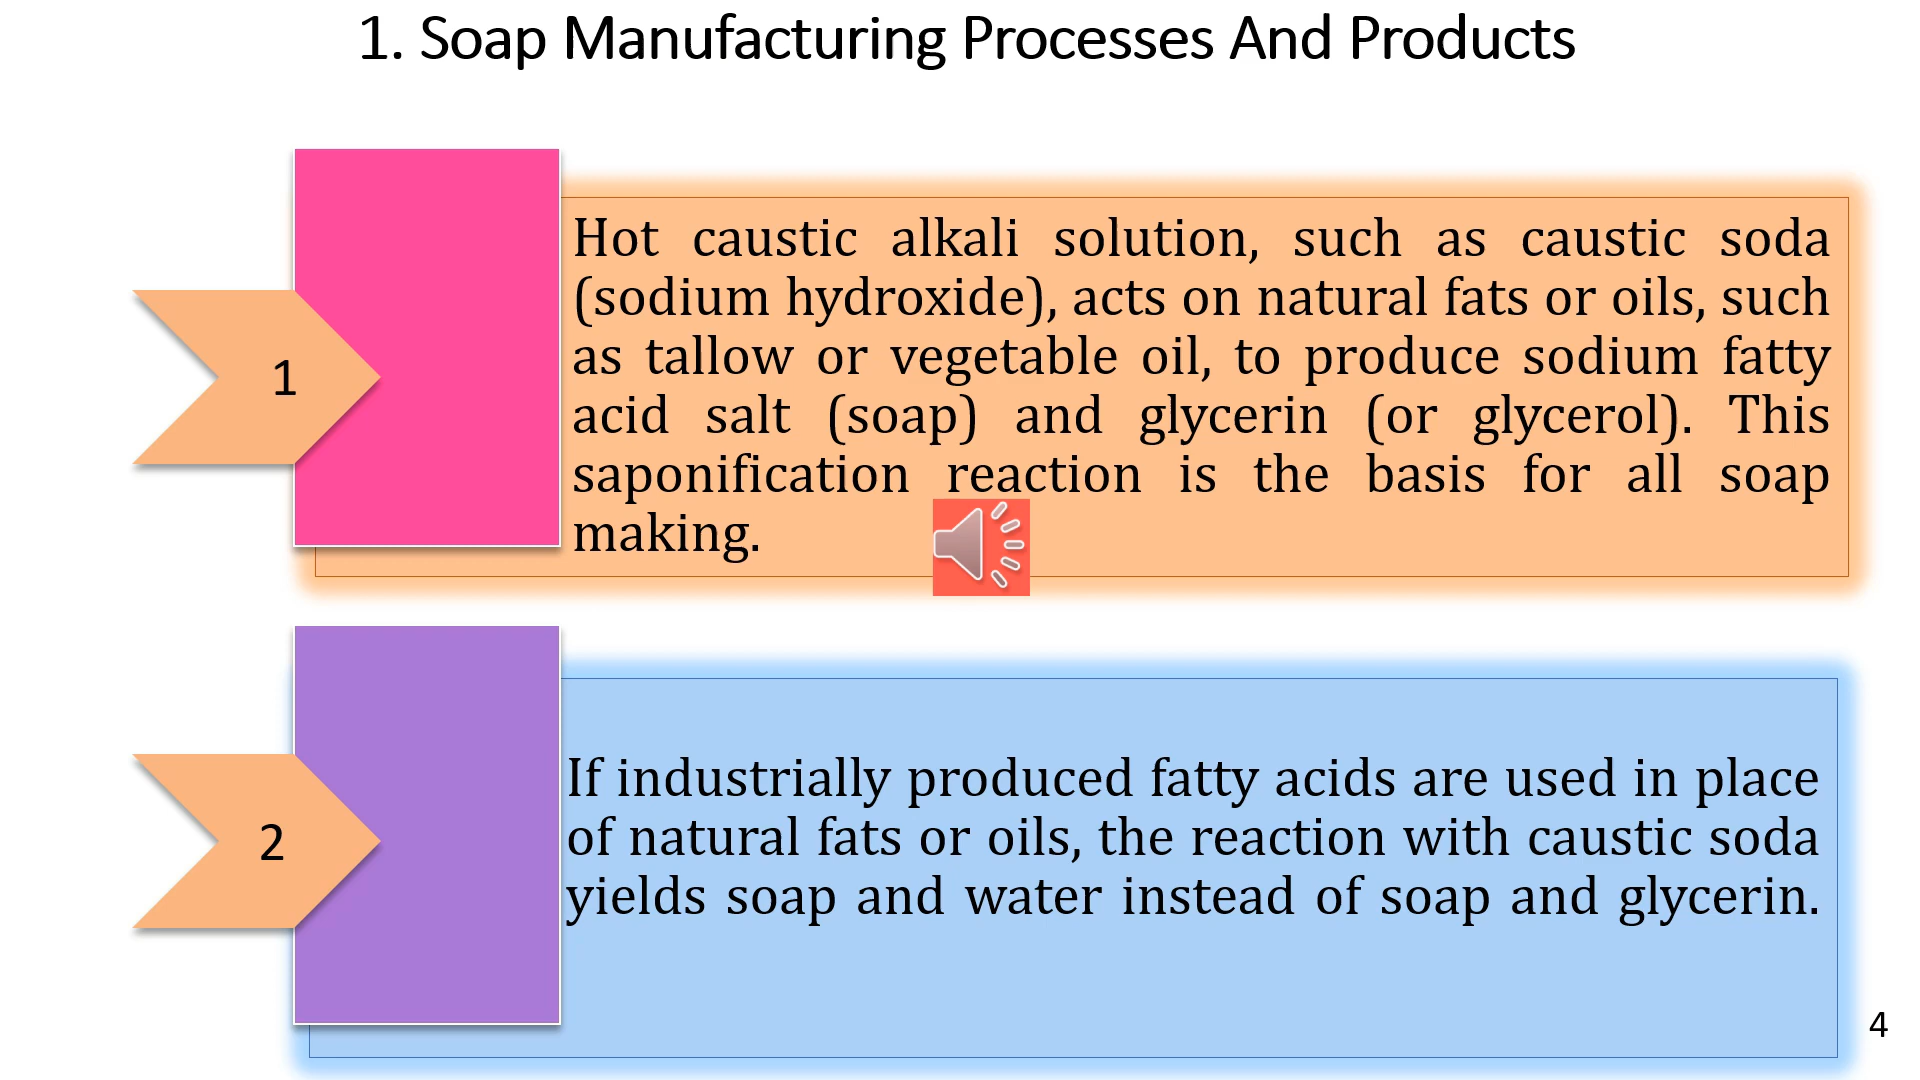 1. Soap Manufacturing Processes And Products
1
Hot caustic alkali solution, such as caustic soda
(sodium hydroxide), acts on natural fats or oils, such
as tallow or vegetable oil, to produce sodium fatty
acid salt (soap) and glycerin (or glycerol). This
saponification reaction is the basis for all soap
making.
2
If industrially produced fatty acids are used in place
of natural fats or oils, the reaction with caustic soda
yields soap and water instead of soap and glycerin.
4